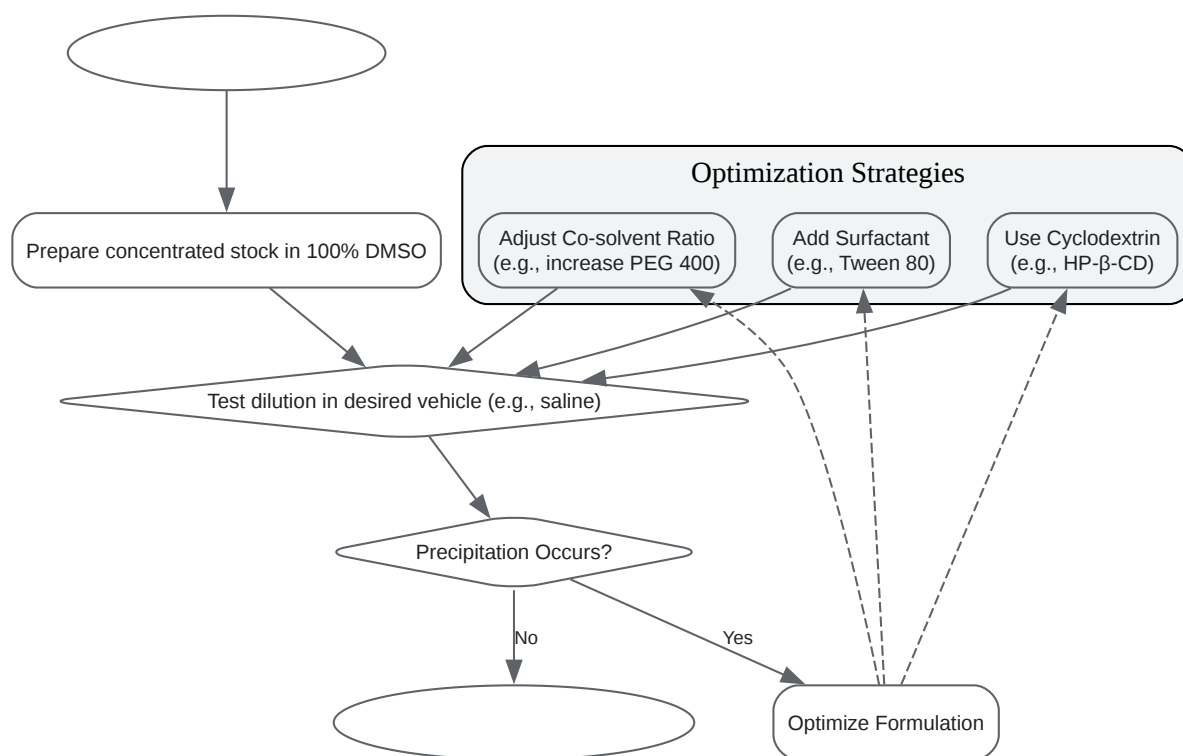 Optimization Strategies
Prepare concentrated stock in 100% DMSO
Adjust Co-solvent Ratio
(e.g., increase PEG 400)
Add Surfactant
(e.g., Tween 80)
Use Cyclodextrin
(e.g., HP-β-CD)
Test dilution in desired vehicle (e.g., saline)
Precipitation Occurs?
No
Yes
Optimize Formulation